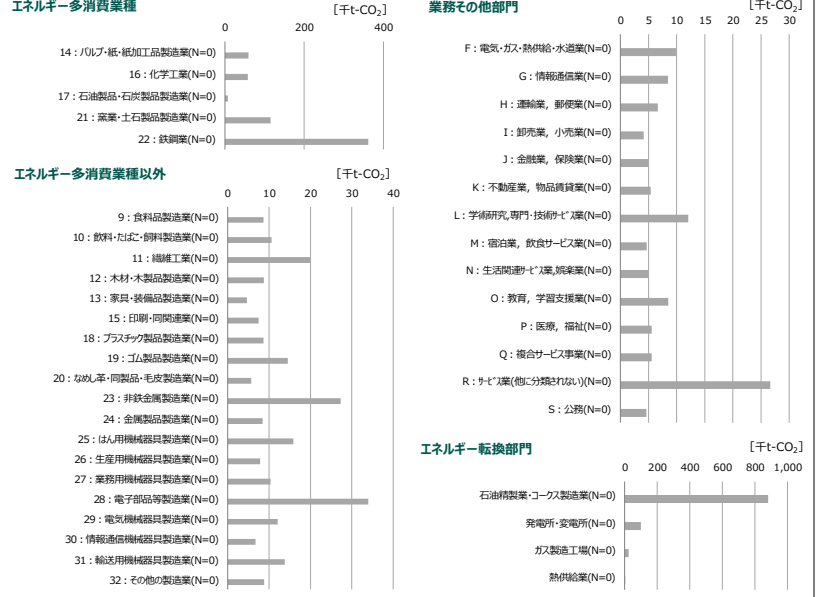 エネルギー多消費業種
[千t-CO₂]
0 200 400
14：パルプ・紙・紙加工品製造業(N=0)
16：化学工業(N=0)
17：石油製品・石炭製品製造業(N=0)
21：窯業・土石製品製造業(N=0)
22：鉄鋼業(N=0)
エネルギー多消費業種以外
[千t-CO₂]
0 10 20 30 40
9：食料品製造業(N=0)
10：飲料・たばこ・飼料製造業(N=0)
11：繊維工業(N=0)
12：木材・木製品製造業(N=0)
13：家具・装備品製造業(N=0)
15：印刷・同関連業(N=0)
18：プラスチック製品製造業(N=0)
19：ゴム製品製造業(N=0)
20：なめし革・同製品・毛皮製造業(N=0)
23：非鉄金属製造業(N=0)
24：金属製品製造業(N=0)
25：はん用機械器具製造業(N=0)
26：生産用機械器具製造業(N=0)
27：業務用機械器具製造業(N=0)
28：電子部品等製造業(N=0)
29：電気機械器具製造業(N=0)
30：情報通信機械器具製造業(N=0)
31：輸送用機械器具製造業(N=0)
32：その他の製造業(N=0)
業務その他部門
[千t-CO₂]
0 5 10 15 20 25 30
F：電気・ガス・熱供給・水道業(N=0)
G：情報通信業(N=0)
H：運輸業，郵便業(N=0)
I：卸売業，小売業(N=0)
J：金融業，保険業(N=0)
K：不動産業，物品賃貸業(N=0)
L：学術研究,専門・技術ｻｰﾋﾞｽ業(N=0)
M：宿泊業，飲食サービス業(N=0)
N：生活関連ｻｰﾋﾞｽ業,娯楽業(N=0)
O：教育，学習支援業(N=0)
P：医療，福祉(N=0)
Q：複合サービス事業(N=0)
R：ｻｰﾋﾞｽ業(他に分類されない)(N=0)
S：公務(N=0)
エネルギー転換部門
[千t-CO₂]
0 200 400 600 800 1,000
石油精製業・コークス製造業(N=0)
発電所・変電所(N=0)
ガス製造工場(N=0)
熱供給業(N=0)